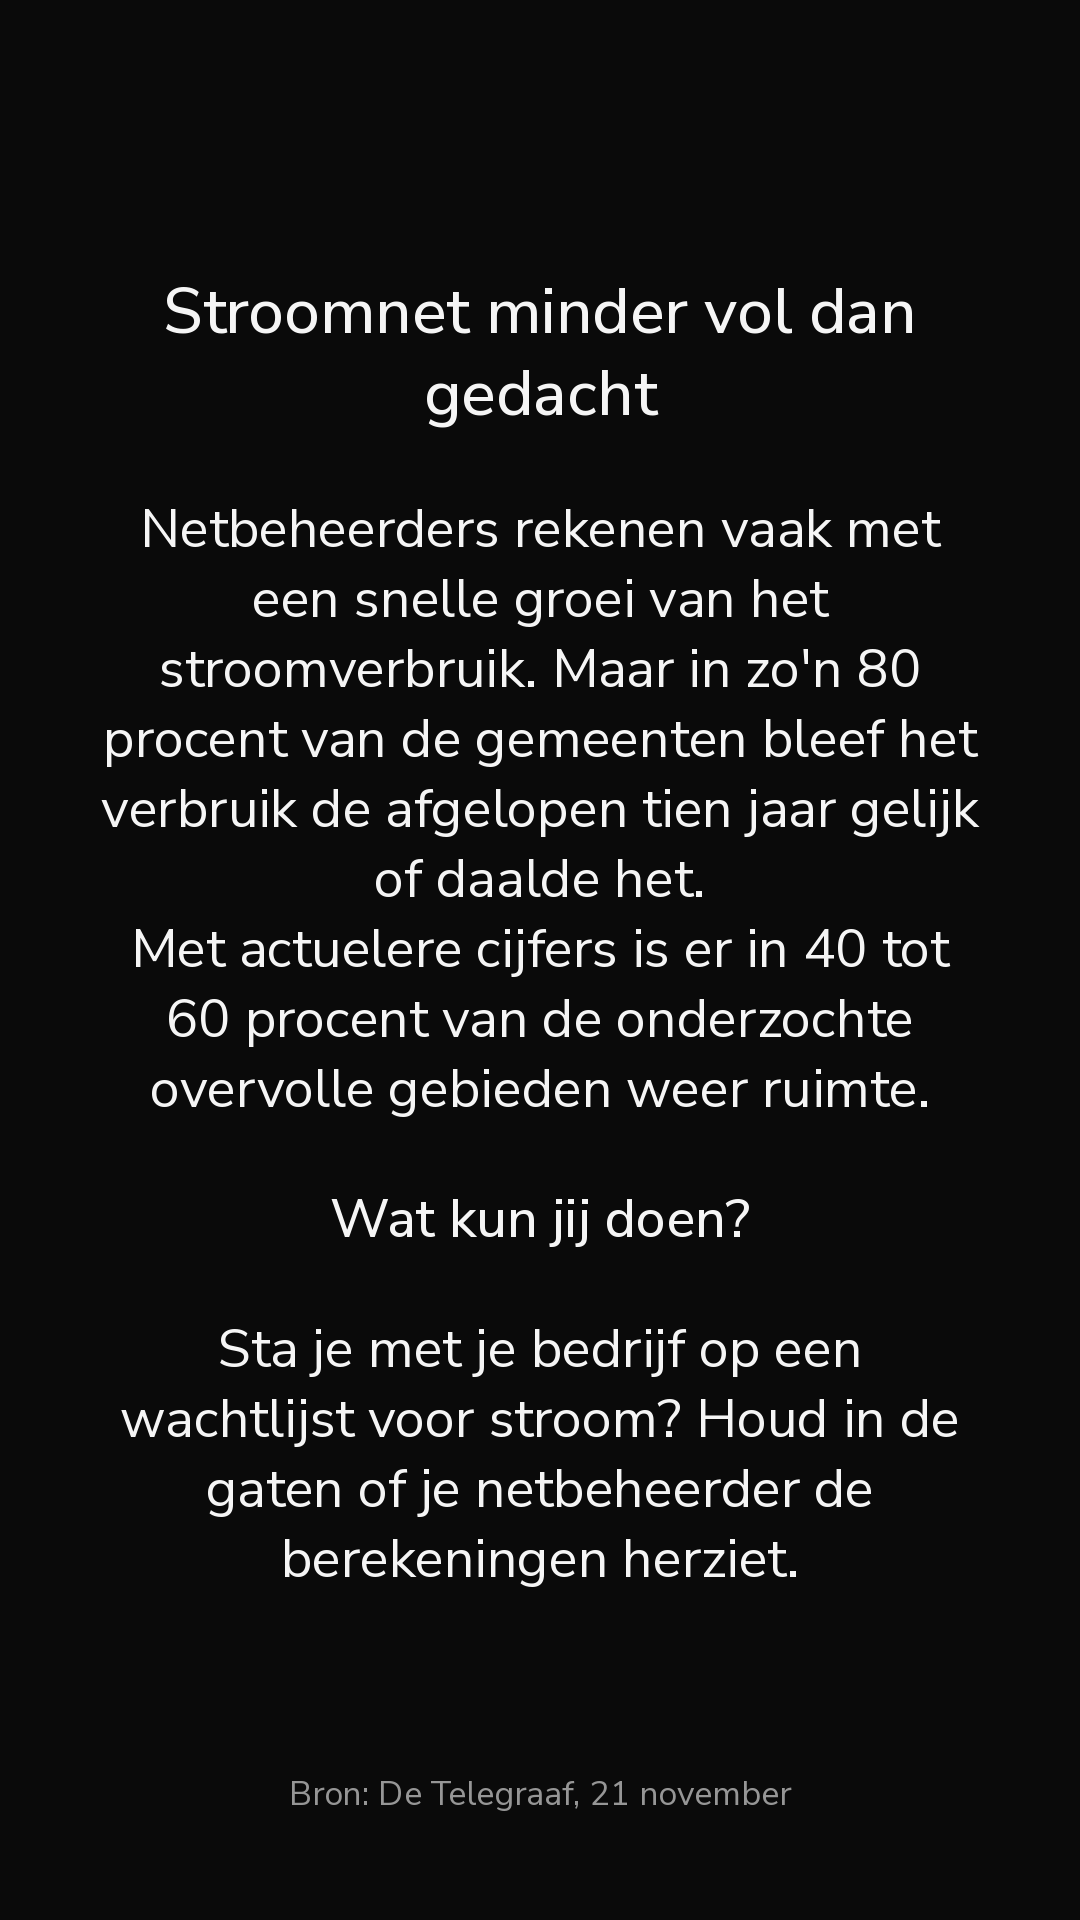 Stroomnet minder vol dan
gedacht
Netbeheerders rekenen vaak met
een snelle groei van het
stroomverbruik. Maar in zo'n 80
procent van de gemeenten bleef het
verbruik de afgelopen tien jaar gelijk
of daalde het.
Met actuelere cijfers is er in 40 tot
60 procent van de onderzochte
overvolle gebieden weer ruimte.
Wat kun jij doen?
Sta je met je bedrijf op een
wachtlijst voor stroom? Houd in de
gaten of je netbeheerder de
berekeningen herziet.
Bron: De Telegraaf, 21 november